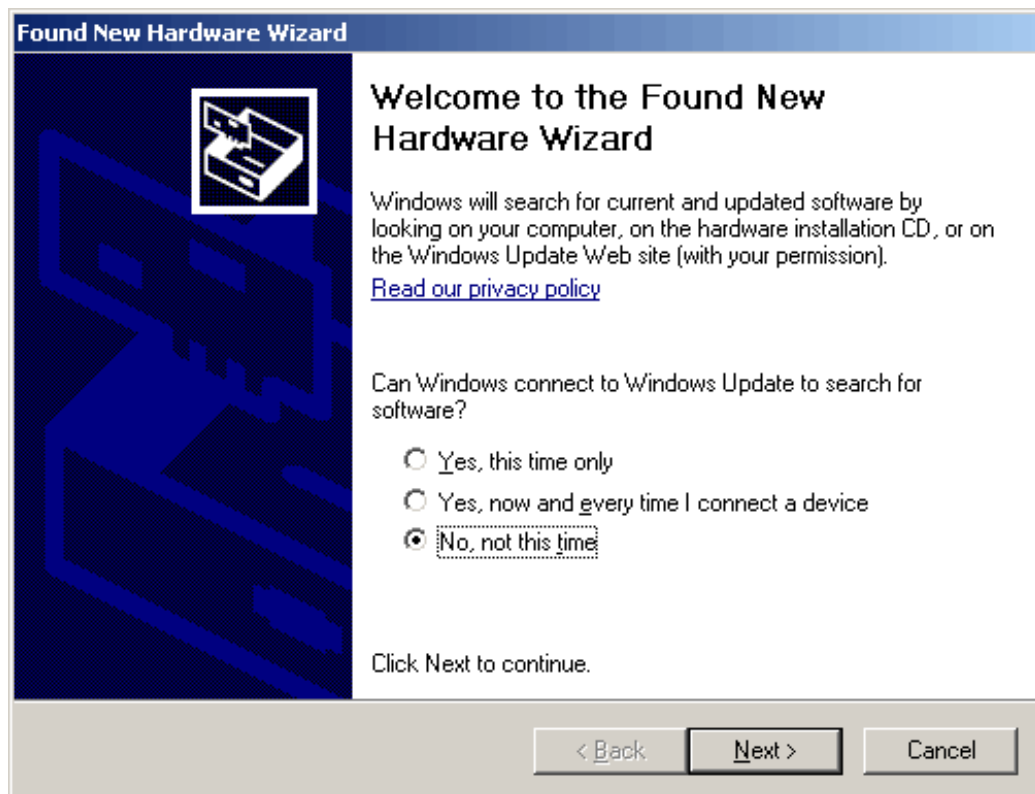 Found New Hardware Wizard
Welcome to the Found New
Hardware Wizard
Windows will search for current and updated software by
looking on your computer, on the hardware installation CD, or on
the Windows Update Web site (with your permission).
Read our privacy policy
Can Windows connect to Windows Update to search for
software?
Yes, this time only
Yes, now and every time I connect a device
No, not this time
Click Next to continue.
< Back
Next >
Cancel